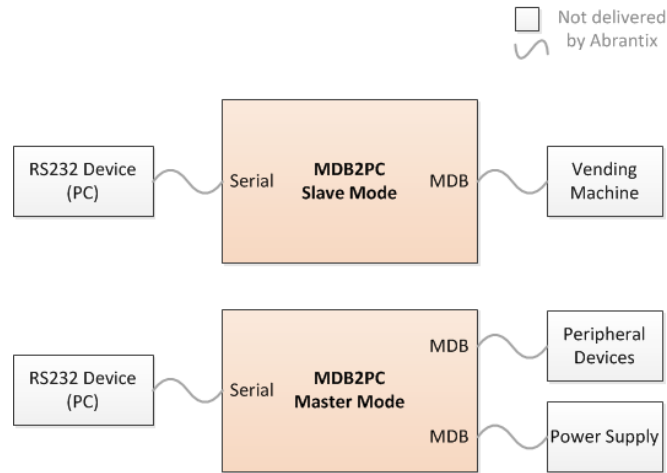 Not delivered
by Abrantix
RS232 Device
(PC)
Serial
MDB2PC
Slave Mode
MDB
Vending
Machine
RS232 Device
(PC)
Serial
MDB2PC
Master Mode
MDB
Peripheral
Devices
MDB
Power Supply